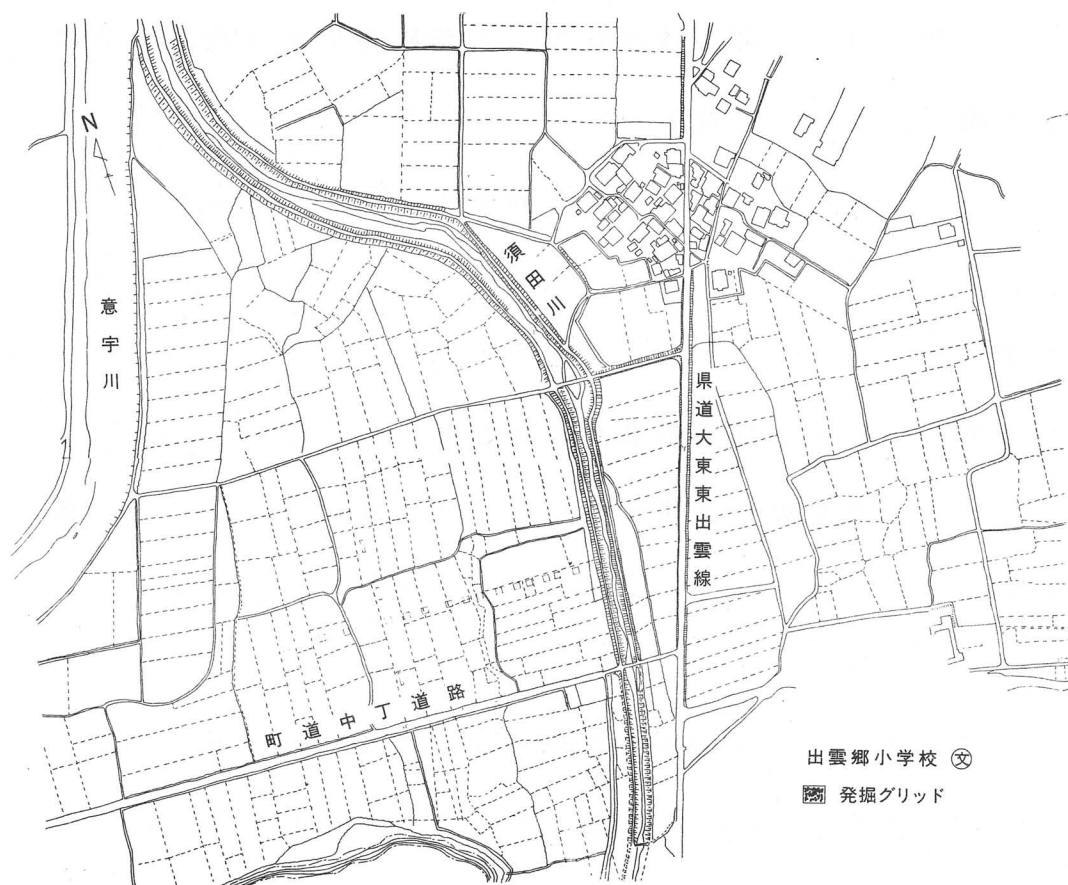 N
意宇川
須田川
県道大東東出雲線
町道中丁道路
出雲郷小学校 文
発掘グリッド